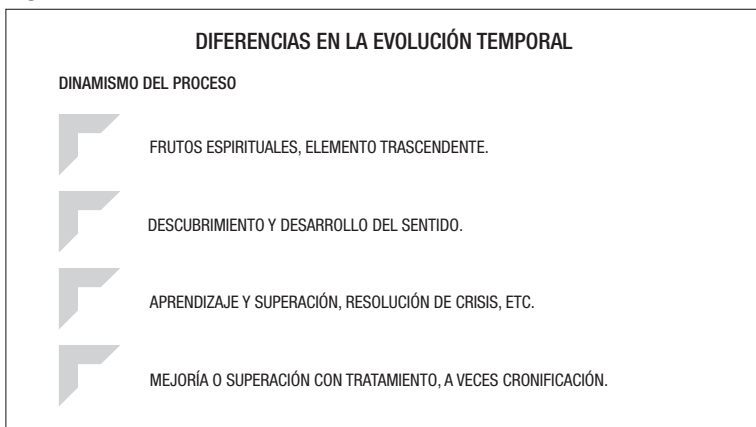 DIFERENCIAS EN LA EVOLUCIÓN TEMPORAL
DINAMISMO DEL PROCESO
FRUTOS ESPIRITUALES, ELEMENTO TRASCENDENTE.
DESCUBRIMIENTO Y DESARROLLO DEL SENTIDO.
APRENDIZAJE Y SUPERACIÓN, RESOLUCIÓN DE CRISIS, ETC.
MEJORÍA O SUPERACIÓN CON TRATAMIENTO, A VECES CRONIFICACIÓN.